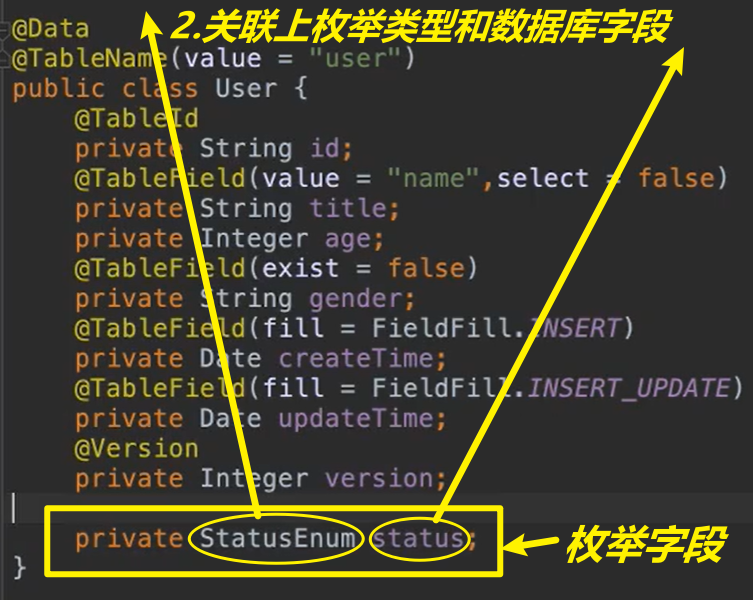 2.关联上枚举类型和数据库字段
@Data
@TableName(value = "user")
public class User {
@TableId
private String id;
@TableField(value = "name",select = false)
private String title;
private Integer age;
@TableField(exist = false)
private String gender;
@TableField(fill = FieldFill.INSERT)
private Date createTime;
@TableField(fill = FieldFill.INSERT_UPDATE)
private Date updateTime;
@Version
private Integer version;
private StatusEnum status;
枚举字段
}